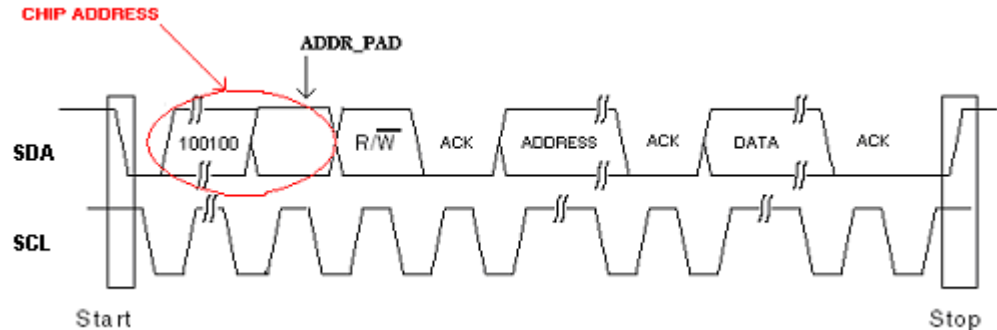 CHIP ADDRESS
ADDR_PAD
SDA
100100
R/W̅
ACK
ADDRESS
ACK
DATA
ACK
SCL
Start
Stop